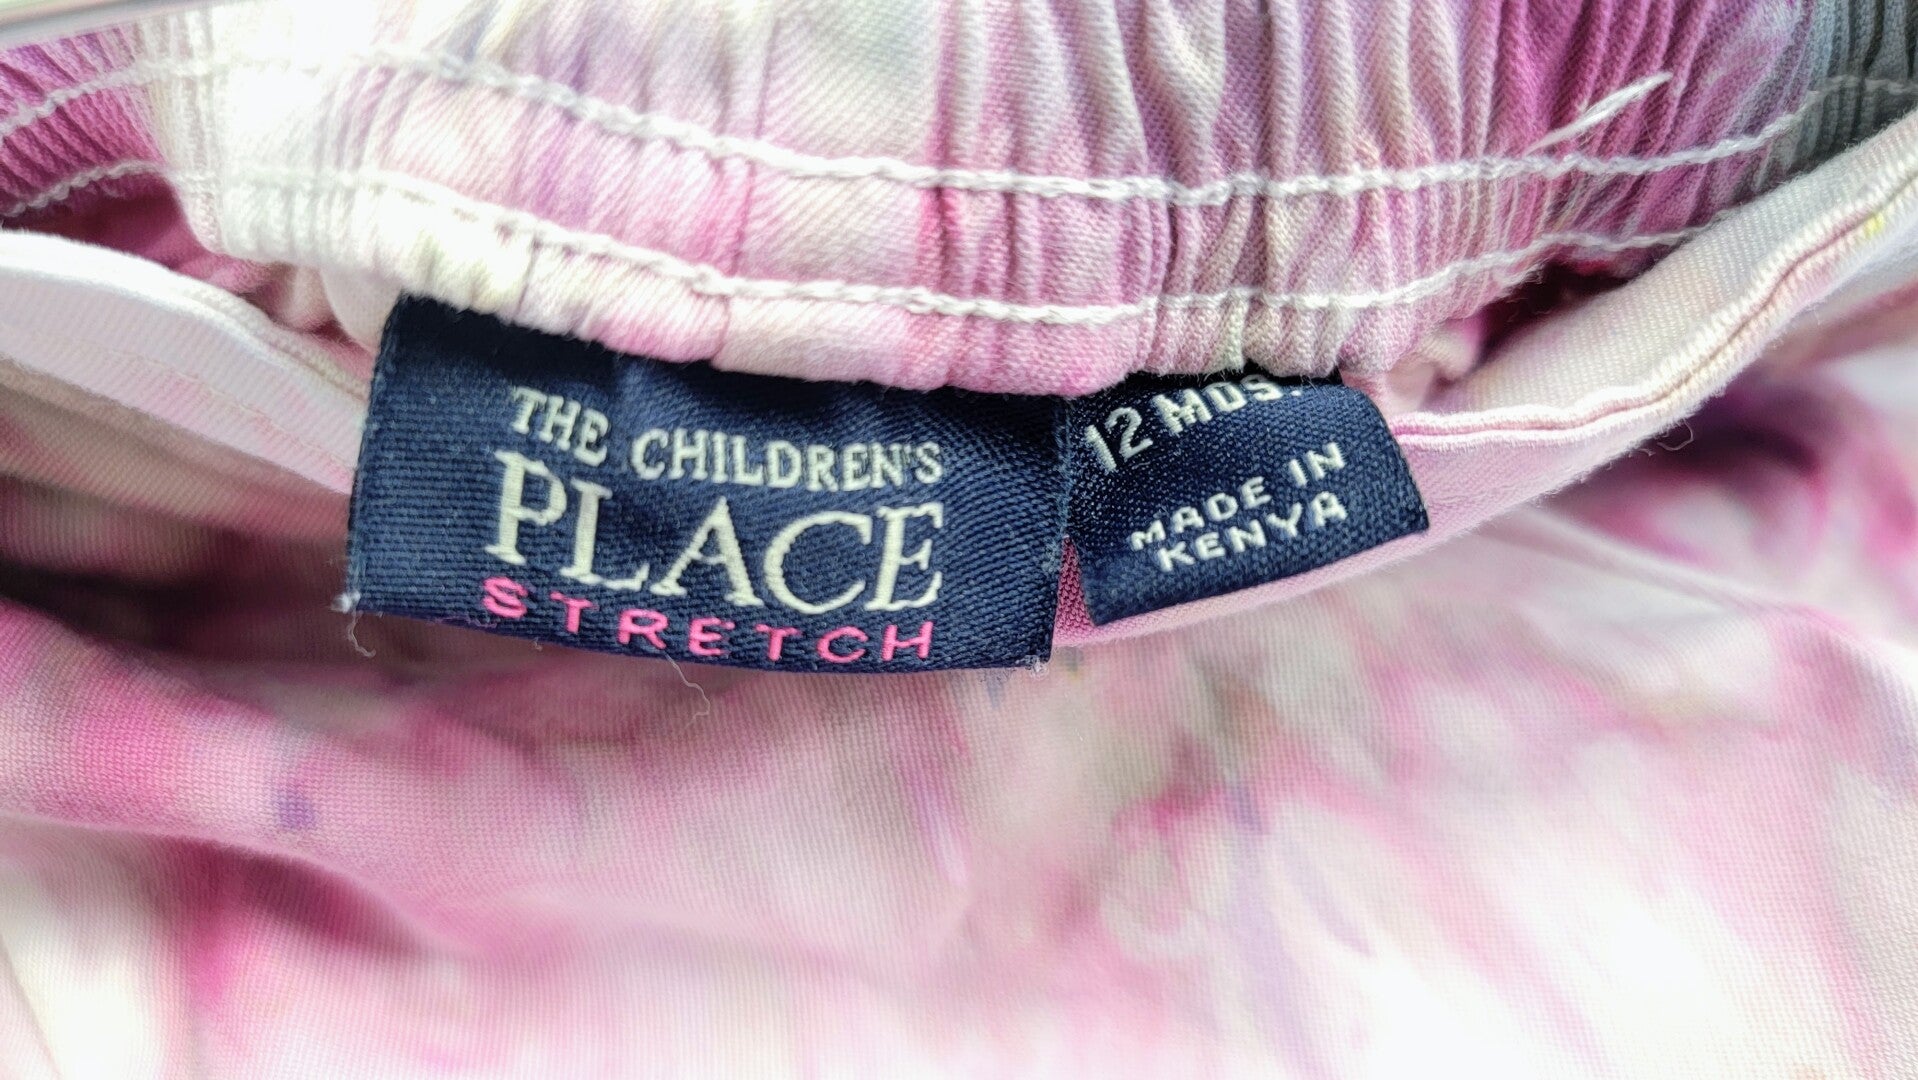 THE CHILDREN'S
PLACE
STRETCH
12 MOS.
MADE IN
KENYA